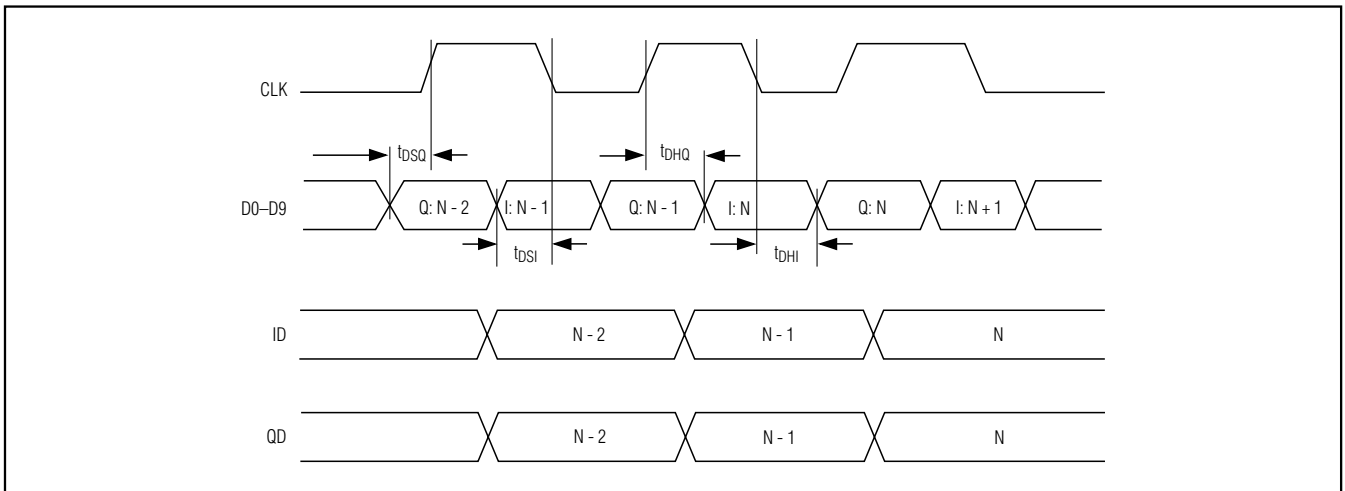 CLK
tDSQ
tDHQ
D0–D9
Q: N - 2
I: N - 1
Q: N - 1
I: N
Q: N
I: N + 1
tDSI
tDHI
ID
N - 2
N - 1
N
QD
N - 2
N - 1
N